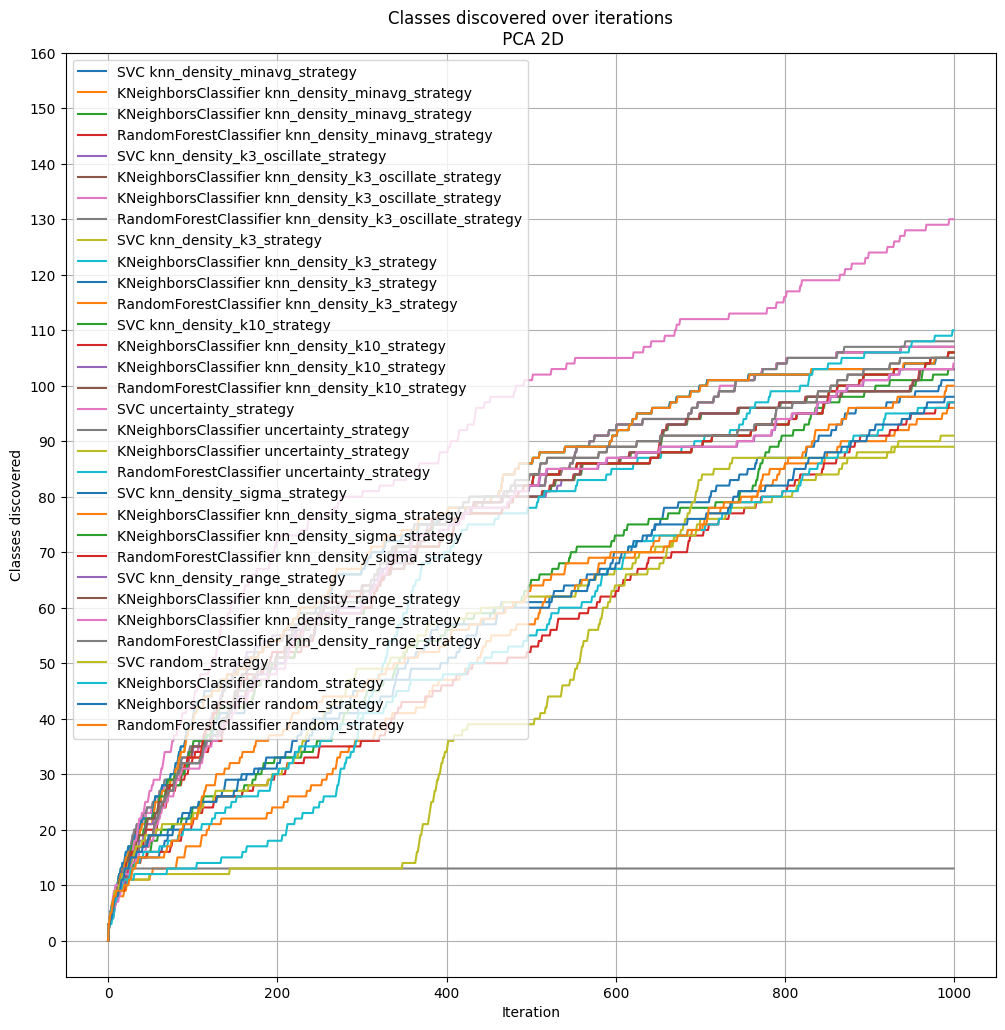 Classes discovered over iterations
PCA 2D
160
150
140
130
120
110
100
90
80
70
60
50
40
30
20
10
0
Classes discovered
SVC knn_density_minavg_strategy
KNeighborsClassifier knn_density_minavg_strategy
KNeighborsClassifier knn_density_minavg_strategy
RandomForestClassifier knn_density_minavg_strategy
SVC knn_density_k3_oscillate_strategy
KNeighborsClassifier knn_density_k3_oscillate_strategy
KNeighborsClassifier knn_density_k3_oscillate_strategy
RandomForestClassifier knn_density_k3_oscillate_strategy
SVC knn_density_k3_strategy
KNeighborsClassifier knn_density_k3_strategy
KNeighborsClassifier knn_density_k3_strategy
RandomForestClassifier knn_density_k3_strategy
SVC knn_density_k10_strategy
KNeighborsClassifier knn_density_k10_strategy
KNeighborsClassifier knn_density_k10_strategy
RandomForestClassifier knn_density_k10_strategy
SVC uncertainty_strategy
KNeighborsClassifier uncertainty_strategy
KNeighborsClassifier uncertainty_strategy
RandomForestClassifier uncertainty_strategy
SVC knn_density_sigma_strategy
KNeighborsClassifier knn_density_sigma_strategy
KNeighborsClassifier knn_density_sigma_strategy
RandomForestClassifier knn_density_sigma_strategy
SVC knn_density_range_strategy
KNeighborsClassifier knn_density_range_strategy
KNeighborsClassifier knn_density_range_strategy
RandomForestClassifier knn_density_range_strategy
SVC random_strategy
KNeighborsClassifier random_strategy
KNeighborsClassifier random_strategy
RandomForestClassifier random_strategy
0 200 400 600 800 1000
Iteration